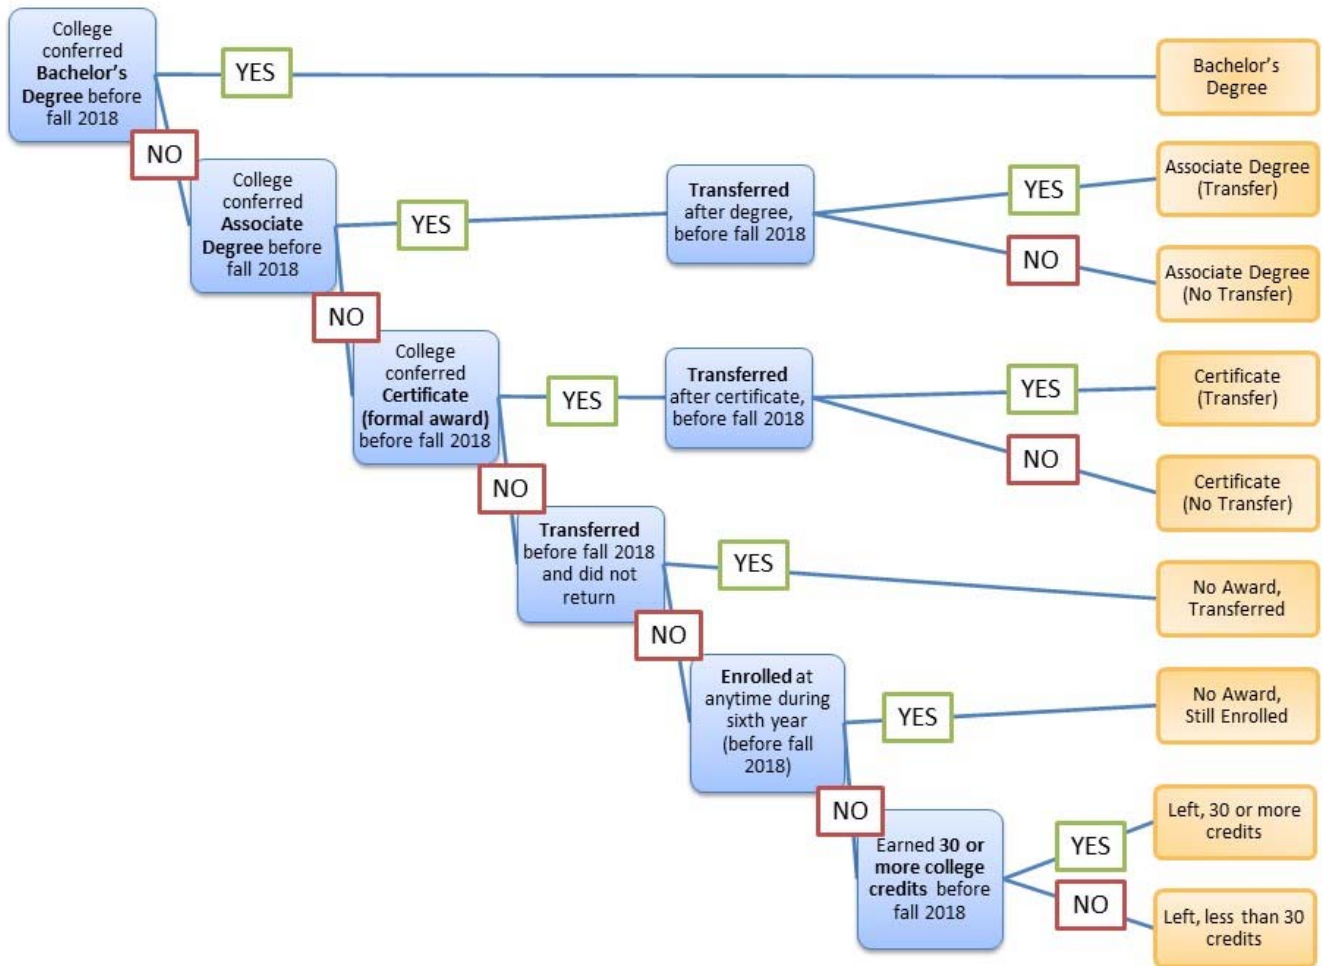 College
conferred
Bachelor's
Degree before
fall 2018
YES
Bachelor's
Degree
NO
College
conferred
Associate
Degree before
fall 2018
YES
Transferred
after degree,
before fall 2018
YES
Associate Degree
(Transfer)
NO
Associate Degree
(No Transfer)
NO
College
conferred
Certificate
(formal award)
before fall 2018
YES
Transferred
after certificate,
before fall 2018
YES
Certificate
(Transfer)
NO
Certificate
(No Transfer)
NO
Transferred
before fall 2018
and did not
return
YES
No Award,
Transferred
NO
Enrolled at
anytime during
sixth year
(before fall
2018)
YES
No Award,
Still Enrolled
NO
Earned 30 or
more college
credits before
fall 2018
YES
Left, 30 or more
credits
NO
Left, less than 30
credits